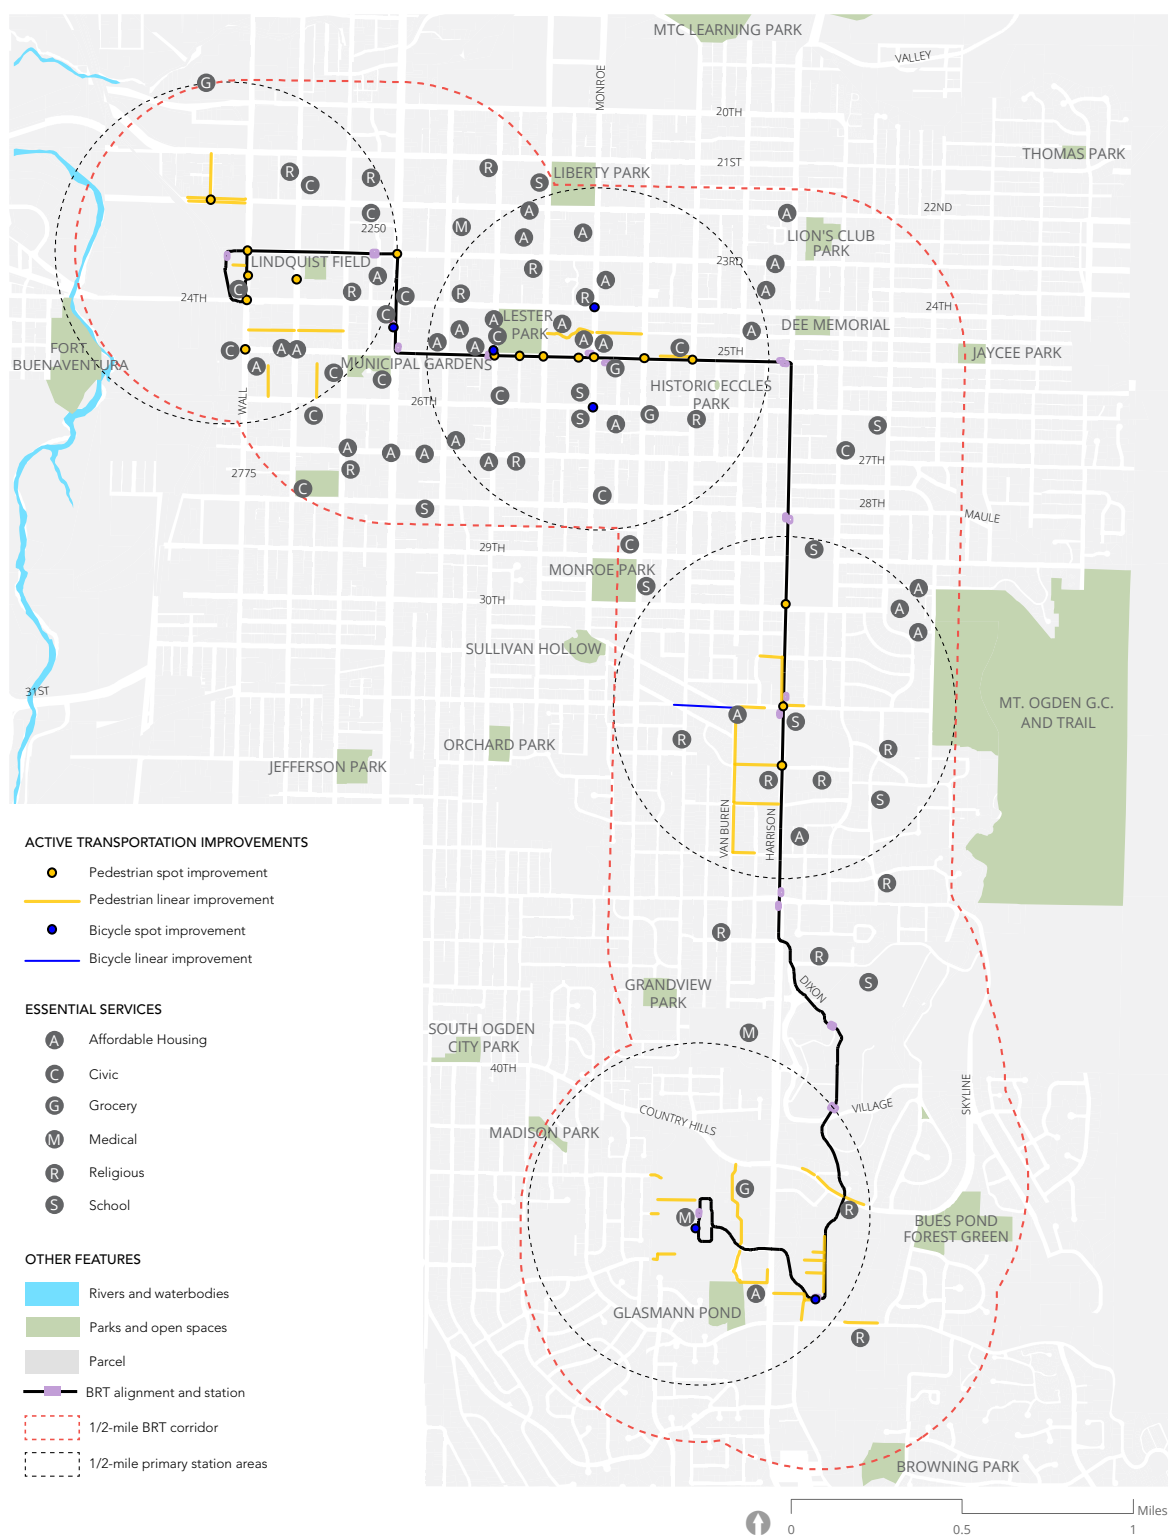 MTC LEARNING PARK
VALLEY
MONROE
G
20TH
21ST
THOMAS PARK
R
C
R
R
S
LIBERTY PARK
22ND
C
2250
M
A
A
A
A
LION'S CLUB
PARK
23RD
A
LINDQUIST FIELD
A
R
A
A
C
R
C
R
R
24TH
24TH
C
LESTER
PARK
A
A
C
A
A
DEE MEMORIAL
FORT
BUENAVENTURA
C
A
A
A
A
A
A
C
25TH
JAYCEE PARK
A
C
MUNICIPAL GARDENS
C
G
HISTORIC ECCLES
PARK
WALL
26TH
C
S
C
S
A
G
R
S
C
27TH
A
R
A
A
A
A
R
2775
C
S
C
28TH
MAULE
29TH
C
S
MONROE PARK
S
30TH
A
A
A
SULLIVAN HOLLOW
31ST
MT. OGDEN G.C.
AND TRAIL
A
S
ORCHARD PARK
R
R
JEFFERSON PARK
R
R
S
VAN BUREN
HARRISON
A
R
R
R
S
DIXON
GRANDVIEW
PARK
SOUTH OGDEN
CITY PARK
M
40TH
SKYLINE
COUNTRY HILLS
VILLAGE
MADISON PARK
G
M
R
BUES POND
FOREST GREEN
A
GLASMANN POND
R
BROWNING PARK
ACTIVE TRANSPORTATION IMPROVEMENTS
Pedestrian spot improvement
Pedestrian linear improvement
Bicycle spot improvement
Bicycle linear improvement
ESSENTIAL SERVICES
A Affordable Housing
C Civic
G Grocery
M Medical
R Religious
S School
OTHER FEATURES
Rivers and waterbodies
Parks and open spaces
Parcel
BRT alignment and station
1/2-mile BRT corridor
1/2-mile primary station areas
Miles
0 0.5 1